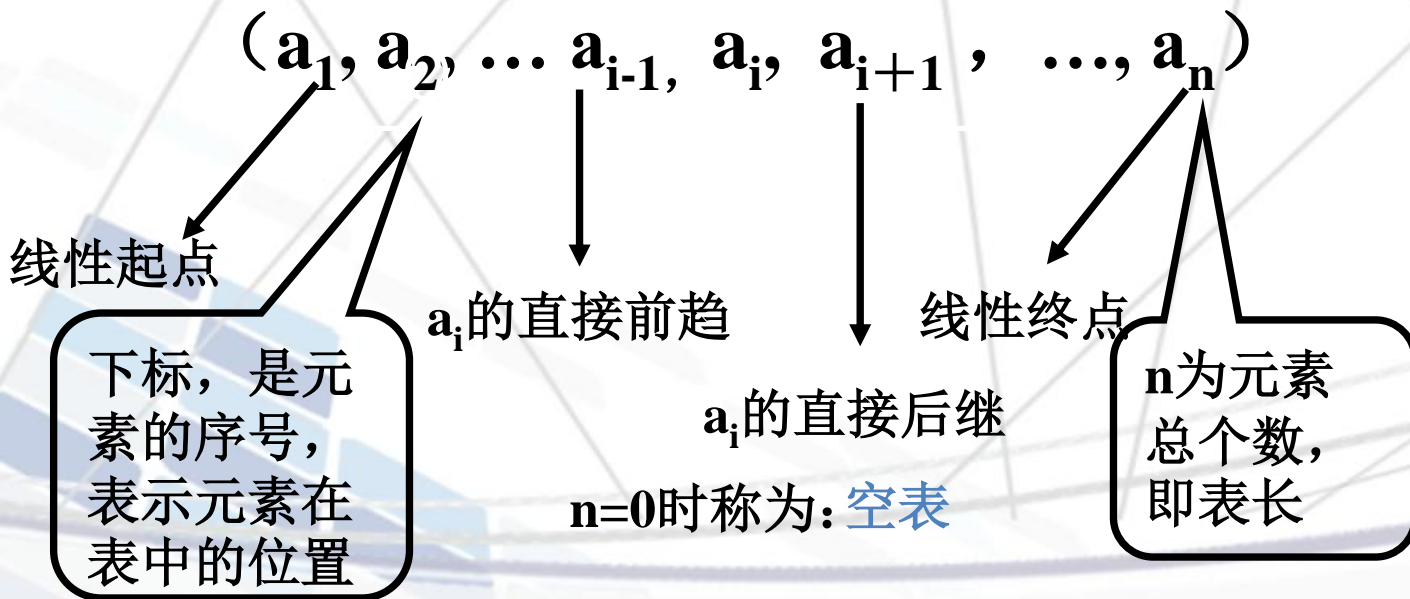 （a₁, a₂, … aᵢ₋₁, aᵢ, aᵢ₊₁ ， …, aₙ）
线性起点
aᵢ的直接前趋
线性终点
下标，是元
素的序号，
表示元素在
表中的位置
aᵢ的直接后继
n=0时称为：空表
n为元素
总个数，
即表长